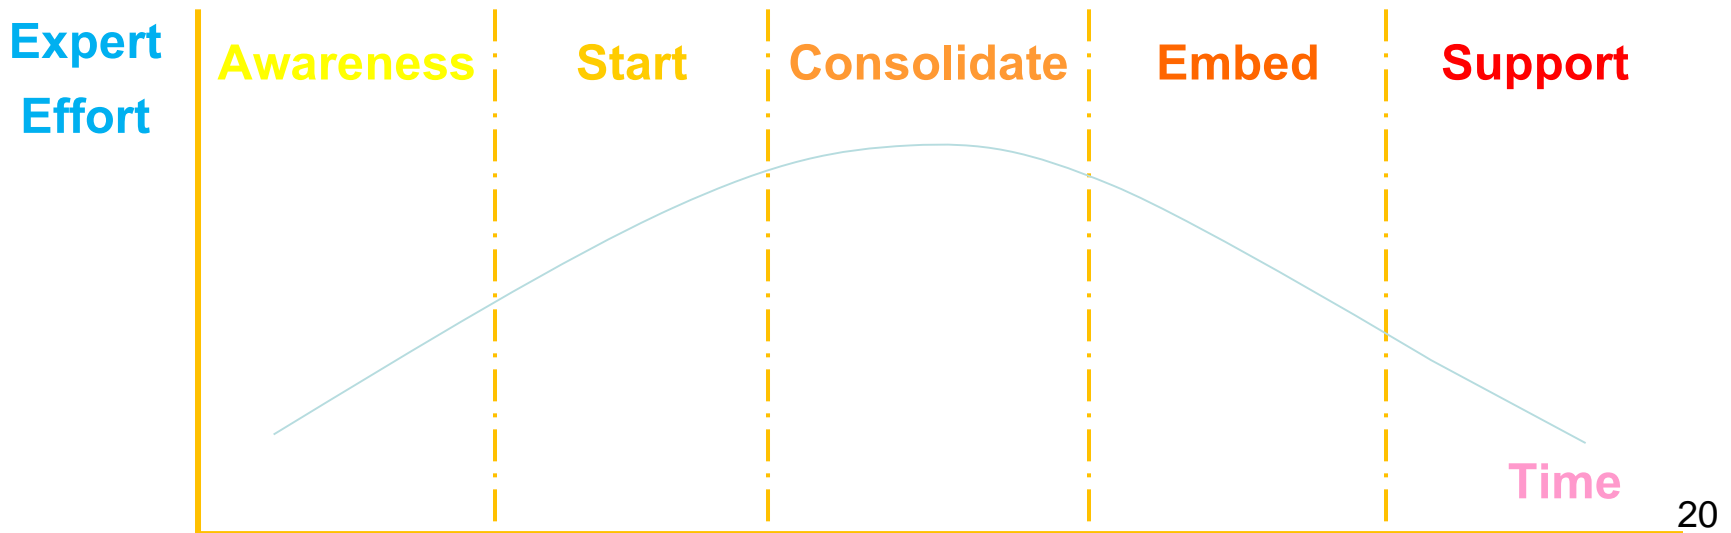 Expert
Effort
Awareness
Start
Consolidate
Embed
Support
Time
20